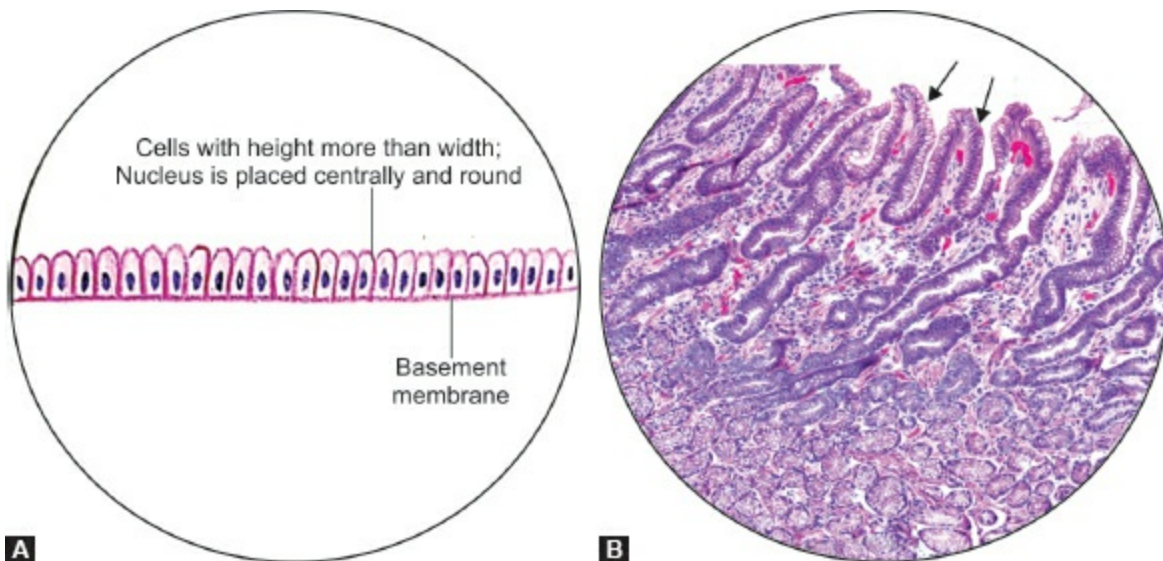 Cells with height more than width;
Nucleus is placed centrally and round
Basement
membrane
A
B